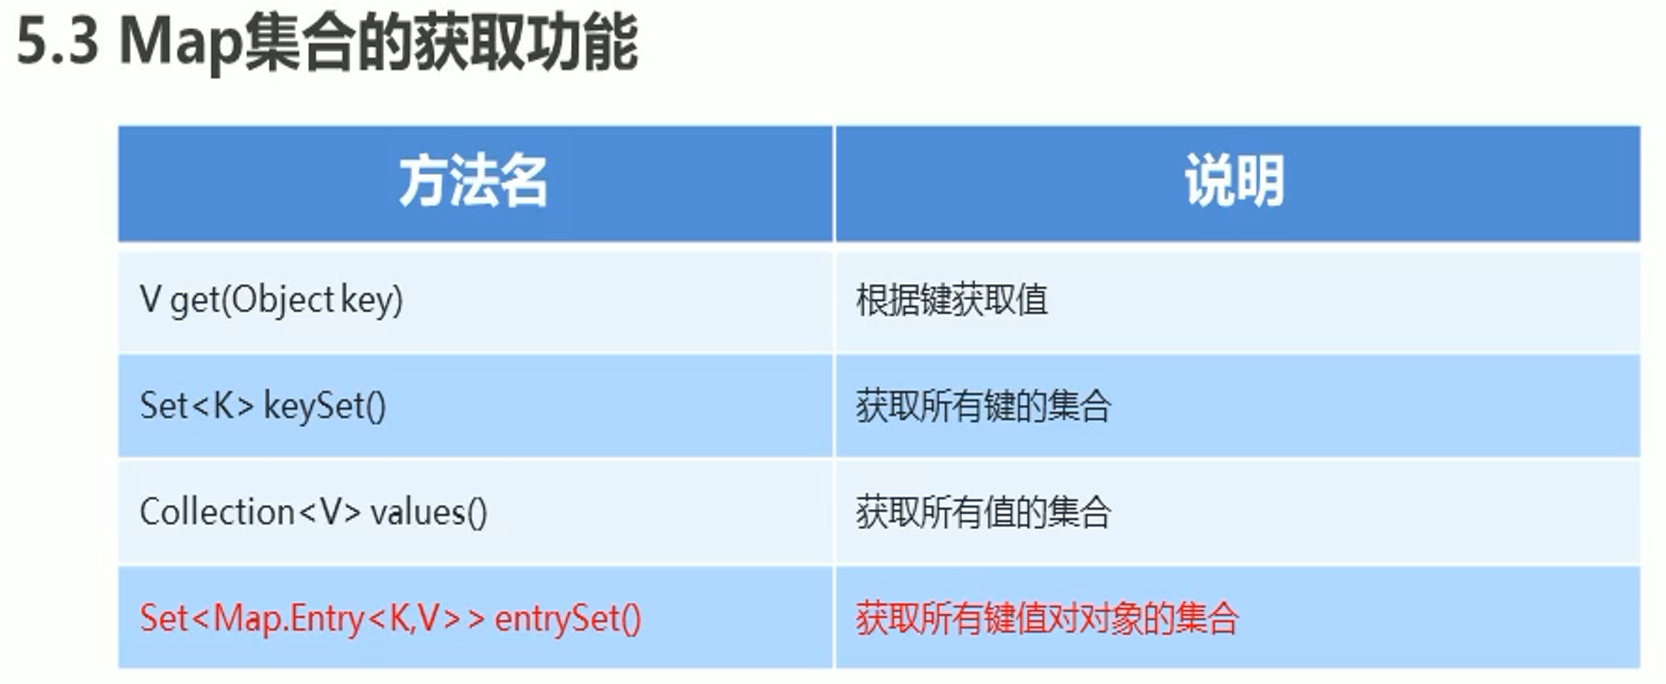 5.3 Map集合的获取功能
方法名
说明
V get(Object key)
根据键获取值
Set<K> keySet()
获取所有键的集合
Collection<V> values()
获取所有值的集合
Set<Map.Entry<K,V>> entrySet()
获取所有键值对对象的集合